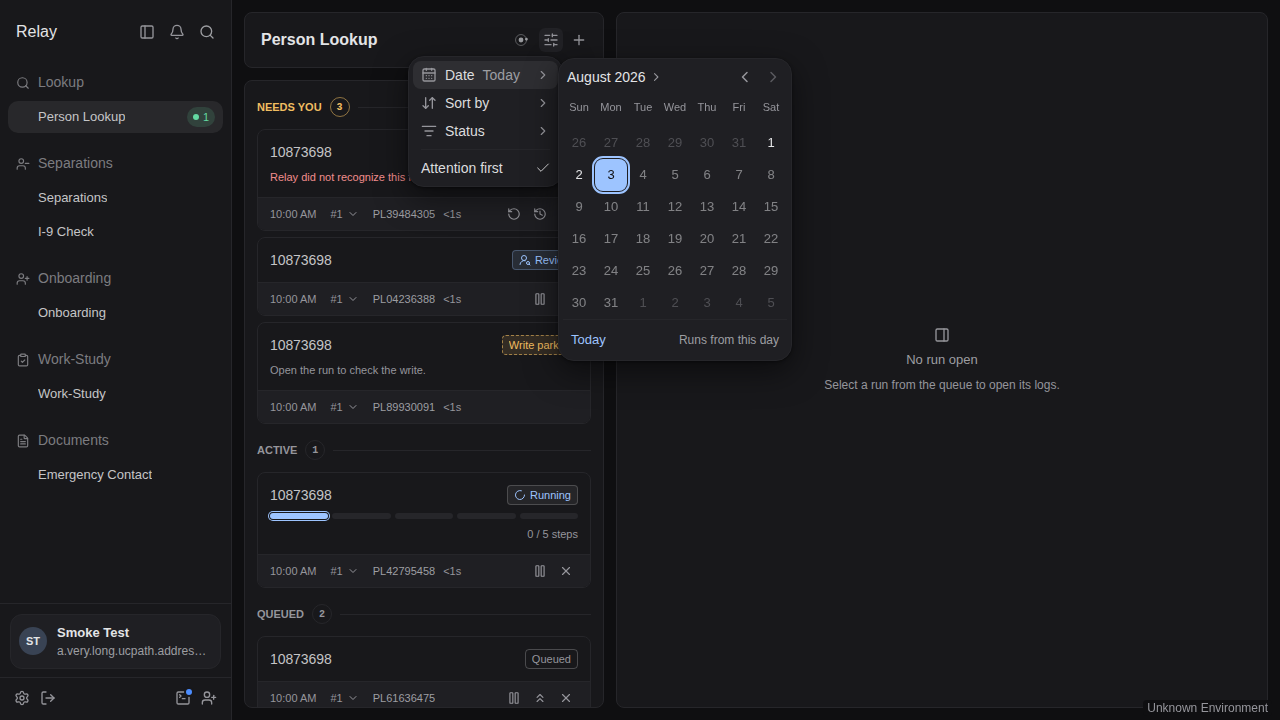 Relay
Lookup
Person Lookup
1
Separations
Separations
I-9 Check
Onboarding
Onboarding
Work-Study
Work-Study
Documents
Emergency Contact
ST
Smoke Test
a.very.long.ucpath.addres…
Person Lookup
Date Today
Sort by
Status
Attention first
August 2026
Sun Mon Tue Wed Thu Fri Sat
26 27 28 29 30 31 1
2 3 4 5 6 7 8
9 10 11 12 13 14 15
16 17 18 19 20 21 22
23 24 25 26 27 28 29
30 31 1 2 3 4 5
Today Runs from this day
NEEDS YOU 3
10873698
Relay did not recognize this
10:00 AM #1 PL39484305 <1s
10873698
10:00 AM #1 PL04236388 <1s
10873698
Write park
Open the run to check the write.
10:00 AM #1 PL89930091 <1s
ACTIVE 1
10873698 Running
0 / 5 steps
10:00 AM #1 PL42795458 <1s
QUEUED 2
10873698 Queued
10:00 AM #1 PL61636475
No run open
Select a run from the queue to open its logs.
Unknown Environment